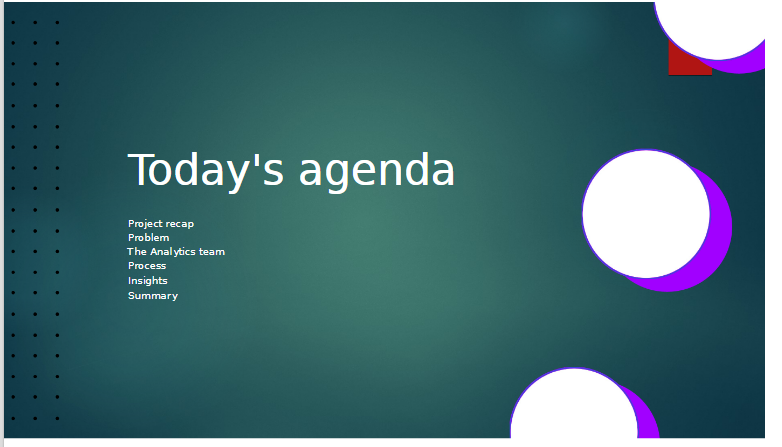 Today's agenda
Project recap
Problem
The Analytics team
Process
Insights
Summary